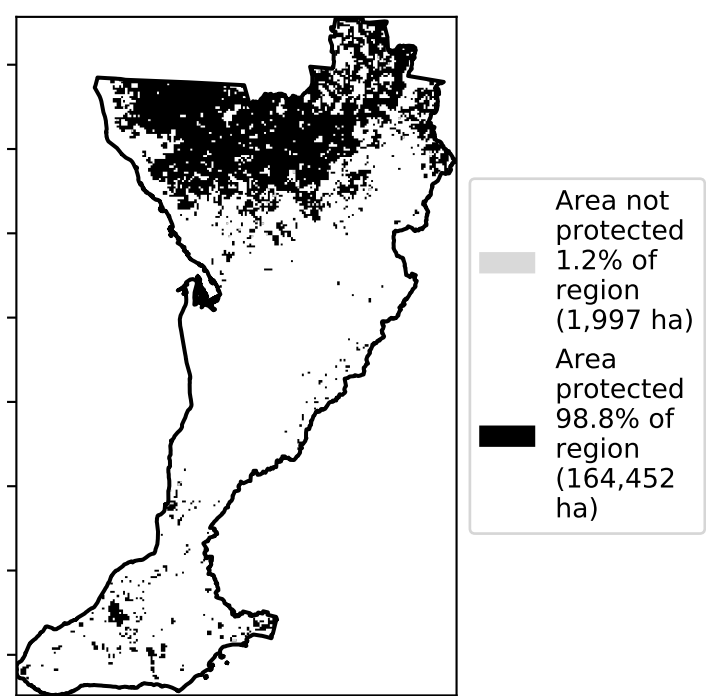 Area not
protected
1.2% of
region
(1,997 ha)
Area
protected
98.8% of
region
(164,452
ha)